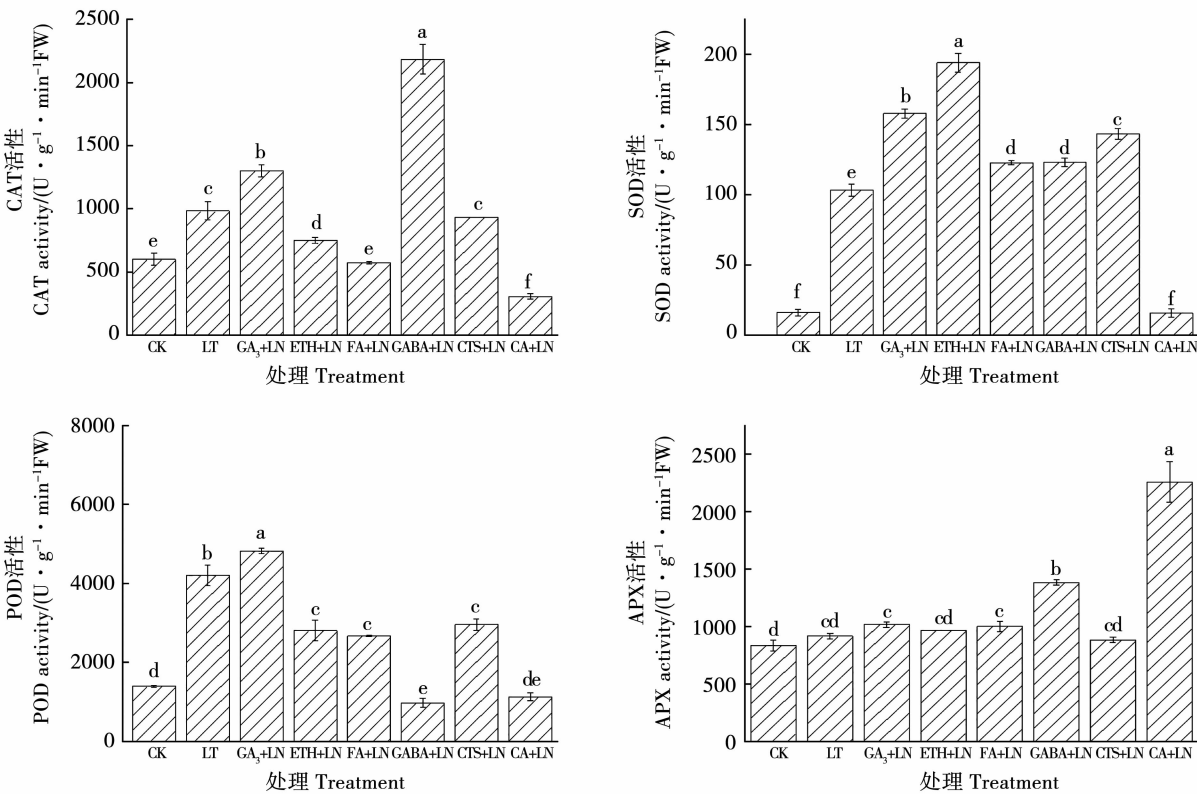 CAT活性
CAT activity/(U·g⁻¹·min⁻¹FW)
2500
2000
1500
1000
500
0
e
c
b
d
e
a
c
f
CK LT GA₃+LN ETH+LN FA+LN GABA+LN CTS+LN CA+LN
处理 Treatment
SOD活性
SOD activity/(U·g⁻¹·min⁻¹FW)
200
150
100
50
0
f
e
b
a
d
d
c
f
CK LT GA₃+LN ETH+LN FA+LN GABA+LN CTS+LN CA+LN
处理 Treatment
POD活性
POD activity/(U·g⁻¹·min⁻¹FW)
8000
6000
4000
2000
0
d
b
a
c
c
e
c
de
CK LT GA₃+LN ETH+LN FA+LN GABA+LN CTS+LN CA+LN
处理 Treatment
APX活性
APX activity/(U·g⁻¹·min⁻¹FW)
2500
2000
1500
1000
500
0
d
cd
c
cd
c
b
cd
a
CK LT GA₃+LN ETH+LN FA+LN GABA+LN CTS+LN CA+LN
处理 Treatment